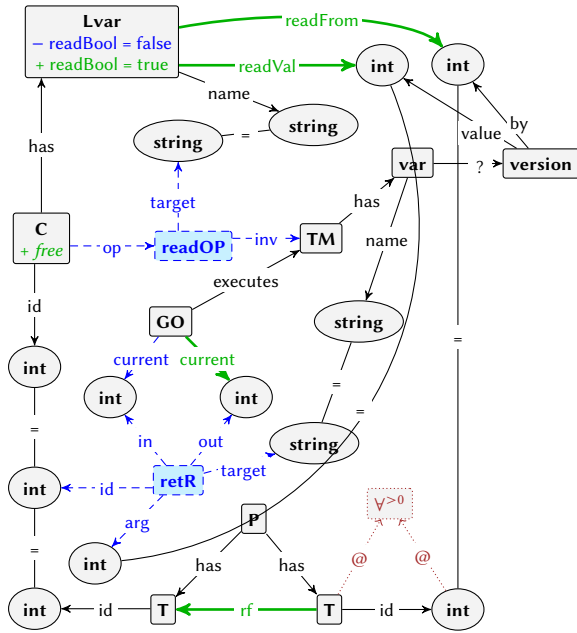 Lvar
− readBool = false
+ readBool = true
readFrom
readVal
int
int
name
value
by
has
string
=
string
var
?
version
target
has
name
C
+ free
op
readOP
inv
TM
executes
id
GO
string
=
current
current
int
int
int
=
=
in
out
string
=
target
int
id
retR
arg
P
∀>0
int
has
has
@
@
=
int
id
T
rf
T
id
int